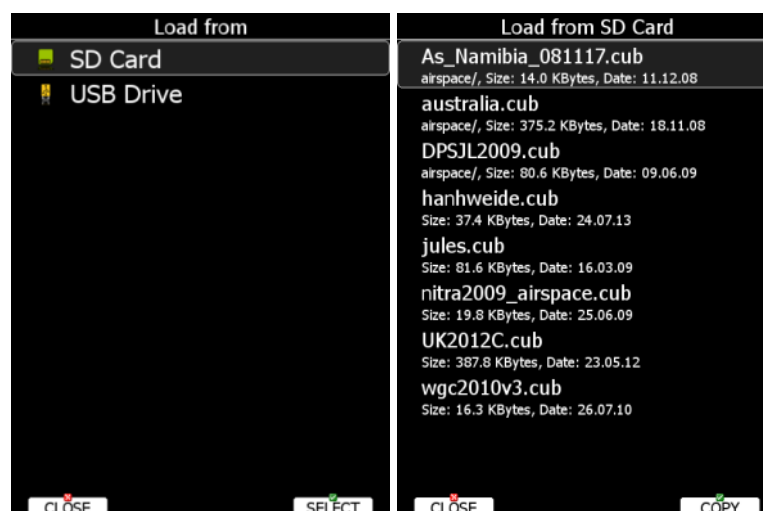 Load from
SD Card
USB Drive
CLOSE
SELECT
Load from SD Card
As_Namibia_081117.cub
airspace/, Size: 14.0 KBytes, Date: 11.12.08
australia.cub
airspace/, Size: 375.2 KBytes, Date: 18.11.08
DPSJL2009.cub
airspace/, Size: 80.6 KBytes, Date: 09.06.09
hanhweide.cub
Size: 37.4 KBytes, Date: 24.07.13
jules.cub
Size: 81.6 KBytes, Date: 16.03.09
nitra2009_airspace.cub
Size: 19.8 KBytes, Date: 25.06.09
UK2012C.cub
Size: 387.8 KBytes, Date: 23.05.12
wgc2010v3.cub
Size: 16.3 KBytes, Date: 26.07.10
CLOSE
COPY